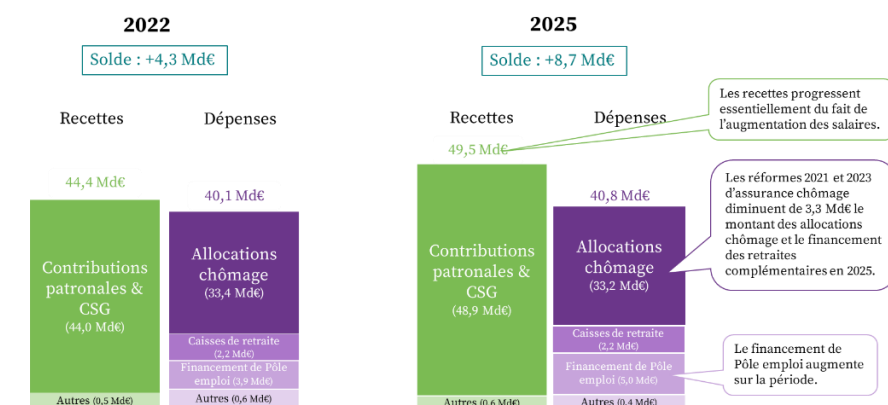 2022
Solde : +4,3 Md€
Recettes
Dépenses
44,4 Md€
40,1 Md€
Contributions
patronales &
CSG
(44,0 Md€)
Allocations
chômage
(33,4 Md€)
Caisses de retraite
(2,2 Md€)
Financement de Pôle
emploi (3,9 Md€)
Autres (0,5 Md€)
Autres (0,6 Md€)
2025
Solde : +8,7 Md€
Recettes
Dépenses
49,5 Md€
40,8 Md€
Contributions
patronales &
CSG
(48,9 Md€)
Allocations
chômage
(33,2 Md€)
Caisses de retraite
(2,2 Md€)
Financement de Pôle
emploi (5,0 Md€)
Autres (0,6 Md€)
Autres (0,4 Md€)
Les recettes progressent
essentiellement du fait de
l'augmentation des salaires.
Les réformes 2021 et 2023
d'assurance chômage
diminuent de 3,3 Md€ le
montant des allocations
chômage et le financement
des retraites
complémentaires en 2025.
Le financement de
Pôle emploi augmente
sur la période.